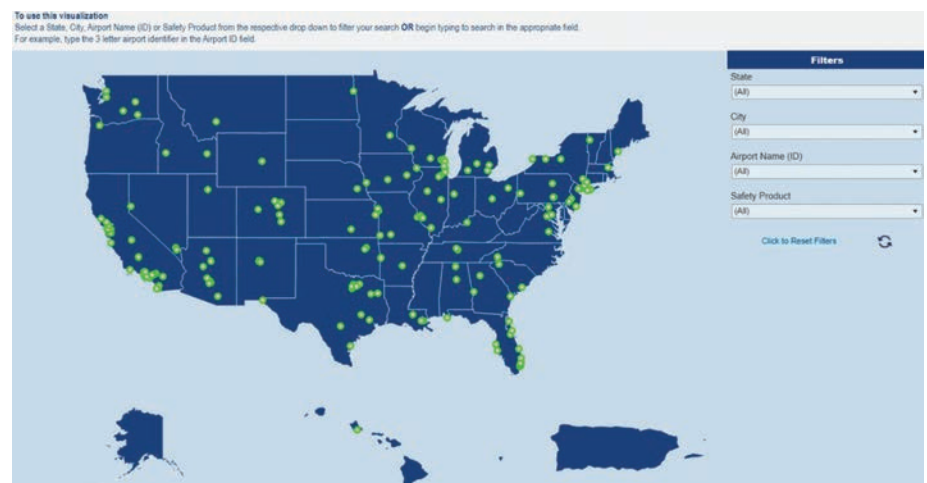 To use this visualization
Select a State, City, Airport Name (ID) or Safety Product from the respective drop down to filter your search OR begin typing to search in the appropriate field.
For example, type the 3 letter airport identifier in the Airport ID field.
Filters
State
(All)
City
(All)
Airport Name (ID)
(All)
Safety Product
(All)
Click to Reset Filters